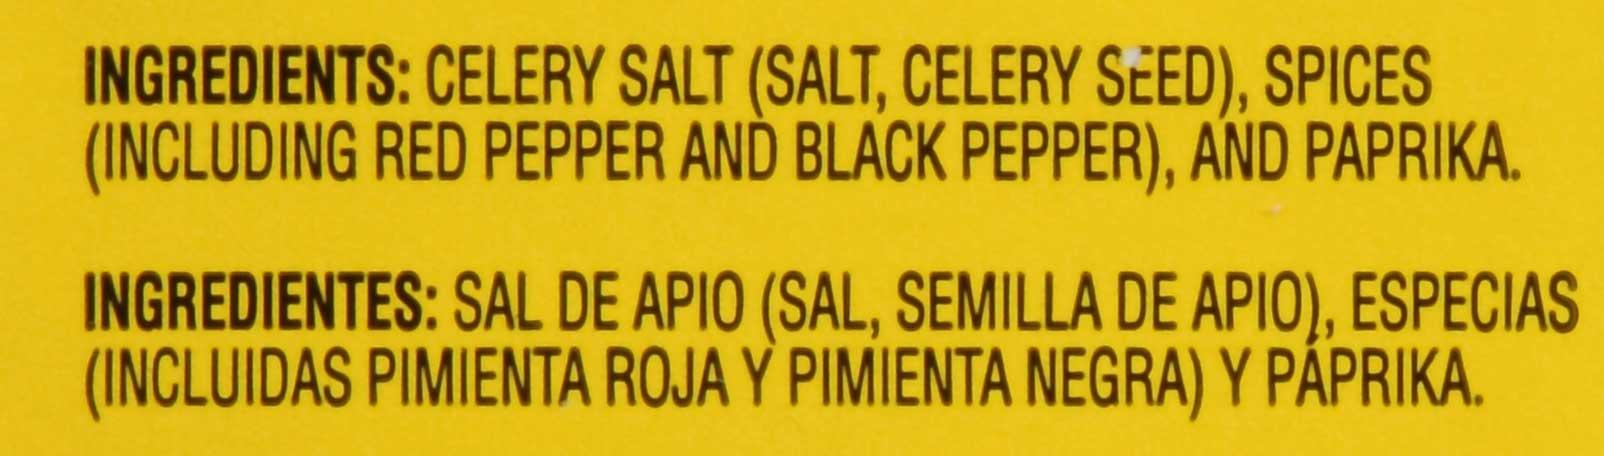 INGREDIENTS: CELERY SALT (SALT, CELERY SEED), SPICES
(INCLUDING RED PEPPER AND BLACK PEPPER), AND PAPRIKA.
INGREDIENTES: SAL DE APIO (SAL, SEMILLA DE APIO), ESPECIAS
(INCLUIDAS PIMIENTA ROJA Y PIMIENTA NEGRA) Y PÁPRIKA.